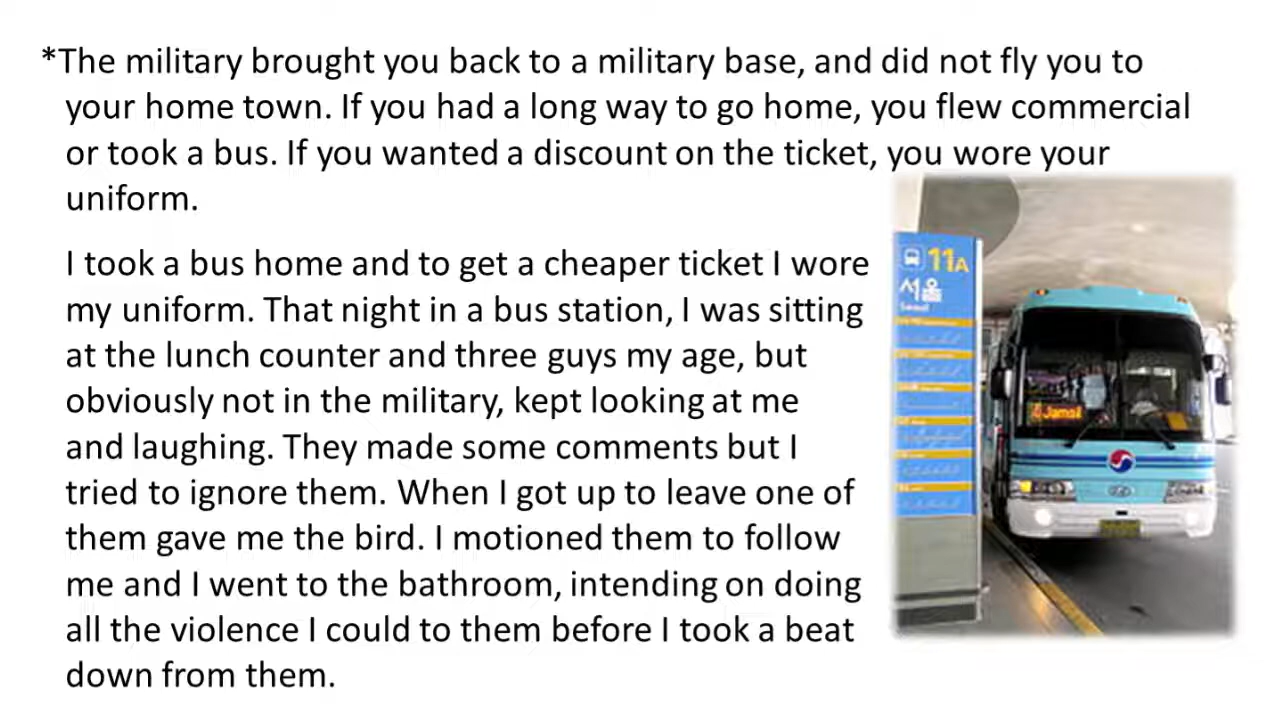 *The military brought you back to a military base, and did not fly you to
your home town. If you had a long way to go home, you flew commercial
or took a bus. If you wanted a discount on the ticket, you wore your
uniform.
I took a bus home and to get a cheaper ticket I wore
my uniform. That night in a bus station, I was sitting
at the lunch counter and three guys my age, but
obviously not in the military, kept looking at me
and laughing. They made some comments but I
tried to ignore them. When I got up to leave one of
them gave me the bird. I motioned them to follow
me and I went to the bathroom, intending on doing
all the violence I could to them before I took a beat
down from them.
11A
서울
Seoul
Jamsil